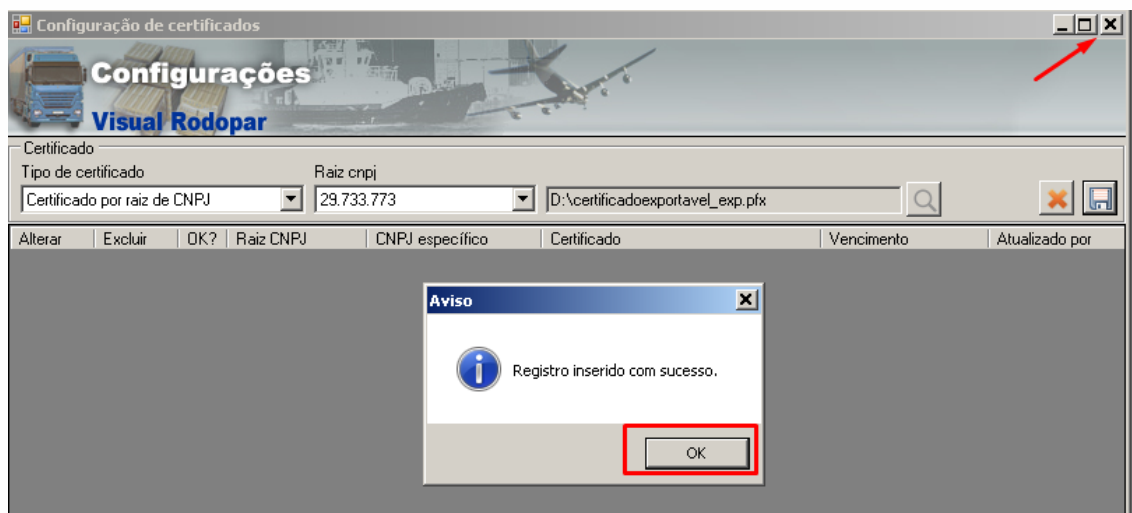 Configuração de certificados
Configurações
Visual Rodopar
Certificado
Tipo de certificado Raiz cnpj
Certificado por raiz de CNPJ 29.733.773 D:\certificadoexportavel_exp.pfx
Alterar Excluir OK? Raiz CNPJ CNPJ específico Certificado Vencimento Atualizado por
Aviso
Registro inserido com sucesso.
OK